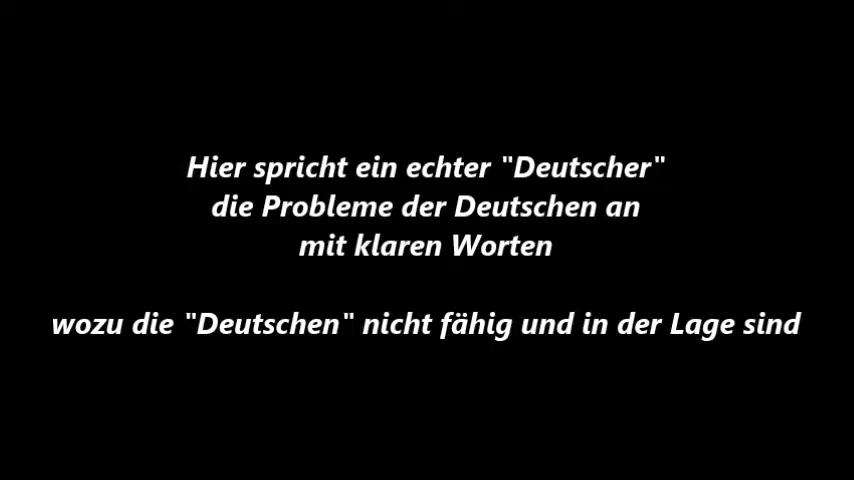 Hier spricht ein echter "Deutscher"
die Probleme der Deutschen an
mit klaren Worten
wozu die "Deutschen" nicht fähig und in der Lage sind